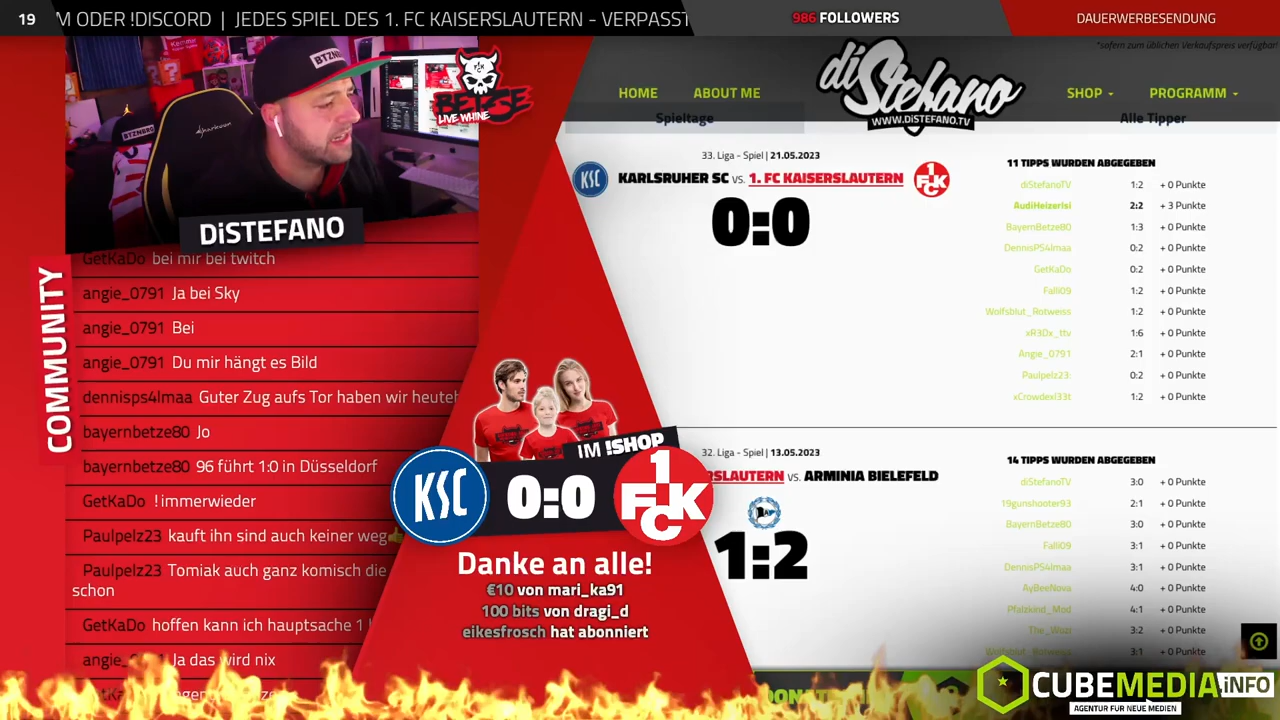 19
M ODER !DISCORD | JEDES SPIEL DES 1. FC KAISERSLAUTERN - VERPASST
986 FOLLOWERS
DAUERWERBESENDUNG
*sofern zum üblichen Verkaufspreis verfügbar!
BTZNBRG
BETZE
LIVE WHINE
HOME
ABOUT ME
diStefano
WWW.DISTEFANO.TV
SHOP
PROGRAMM
Spieltage
Alle Tipper
DiSTEFANO
COMMUNITY
GetKaDo bei mir bei twitch
angie_0791 Ja bei Sky
angie_0791 Bei
angie_0791 Du mir hängt es Bild
dennisps4lmaa Guter Zug aufs Tor haben wir heuteh
bayernbetze80 Jo
bayernbetze80 96 führt 1:0 in Düsseldorf
GetKaDo !immerwieder
Paulpelz23 kauft ihn sind auch keiner weg
Paulpelz23 Tomiak auch ganz komisch die
schon
GetKaDo hoffen kann ich hauptsache 1
angie_ Ja das wird nix
IM !SHOP
KSC
0:0
1. FCK
Danke an alle!
€10 von mari_ka91
100 bits von dragi_d
eikesfrosch hat abonniert
33. Liga - Spiel | 21.05.2023
KSC
KARLSRUHER SC VS. 1. FC KAISERSLAUTERN
1. FCK
0:0
11 TIPPS WURDEN ABGEGEBEN
diStefanoTV 1:2 + 0 Punkte
AudiHeizerisi 2:2 + 3 Punkte
BayernBetze80 1:3 + 0 Punkte
DennisPS4lmaa 0:2 + 0 Punkte
GetKaDo 0:2 + 0 Punkte
Falli09 1:2 + 0 Punkte
Wolfsblut_Rotweiss 1:2 + 0 Punkte
xR3Dx_ttv 1:6 + 0 Punkte
Angie_0791 2:1 + 0 Punkte
Paulpelz23: 0:2 + 0 Punkte
xCrowdexl33t 1:2 + 0 Punkte
32. Liga - Spiel | 13.05.2023
RSLAUTERN VS. ARMINIA BIELEFELD
1:2
14 TIPPS WURDEN ABGEGEBEN
diStefanoTV 3:0 + 0 Punkte
19gunshooter93 2:1 + 0 Punkte
BayernBetze80 3:0 + 0 Punkte
Falli09 3:1 + 0 Punkte
DennisPS4lmaa 3:1 + 0 Punkte
AyBeeNova 4:0 + 0 Punkte
Pfalzkind_Mod 4:1 + 0 Punkte
The_Wozi 3:2 + 0 Punkte
Wolfsblut_Rotweiss 3:1 + 0 Punkte
CUBEMEDIA.iNFO
AGENTUR FÜR NEUE MEDIEN